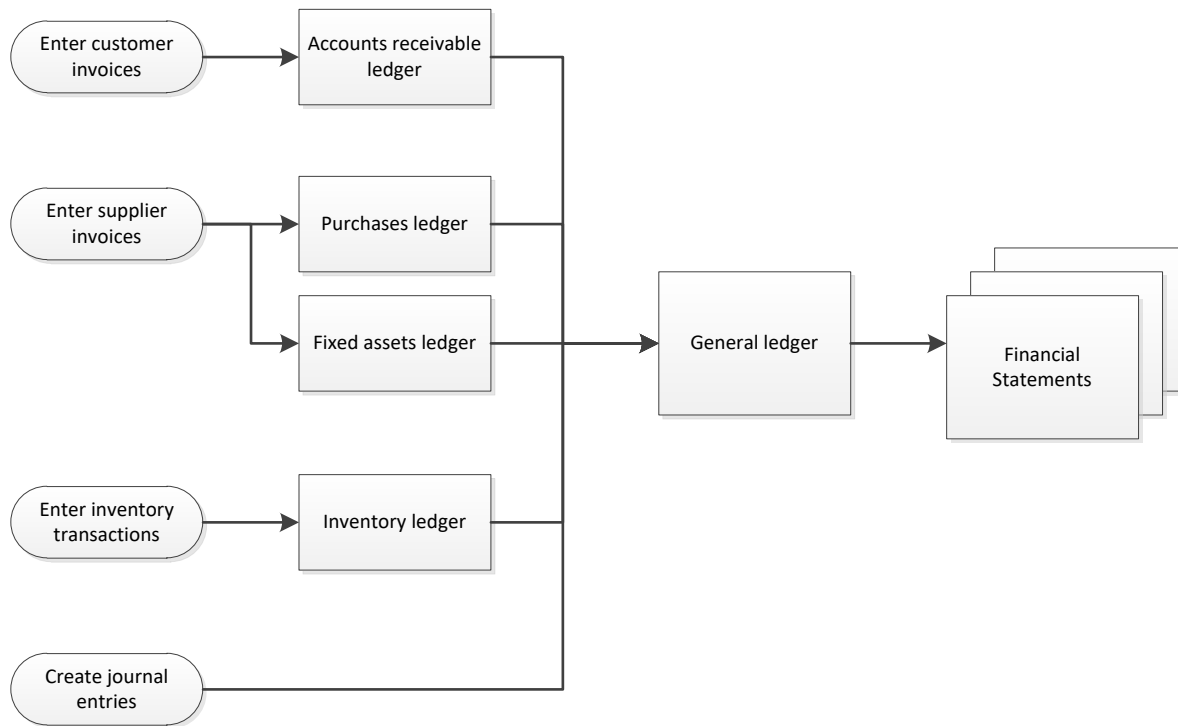 Enter customer
invoices
Accounts receivable
ledger
Enter supplier
invoices
Purchases ledger
Fixed assets ledger
General ledger
Financial
Statements
Enter inventory
transactions
Inventory ledger
Create journal
entries